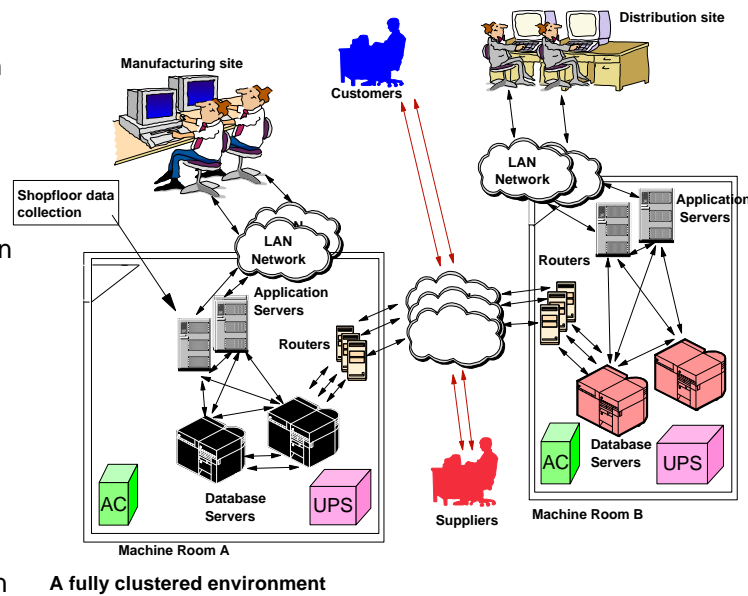 Distribution site
Manufacturing site
Customers
LAN
Network
Shopfloor data
collection
Application
Servers
n
LAN
Network
Routers
Application
Servers
Routers
Database
Servers
AC
UPS
Database
Servers
AC
UPS
Suppliers
Machine Room B
Machine Room A
n
A fully clustered environment